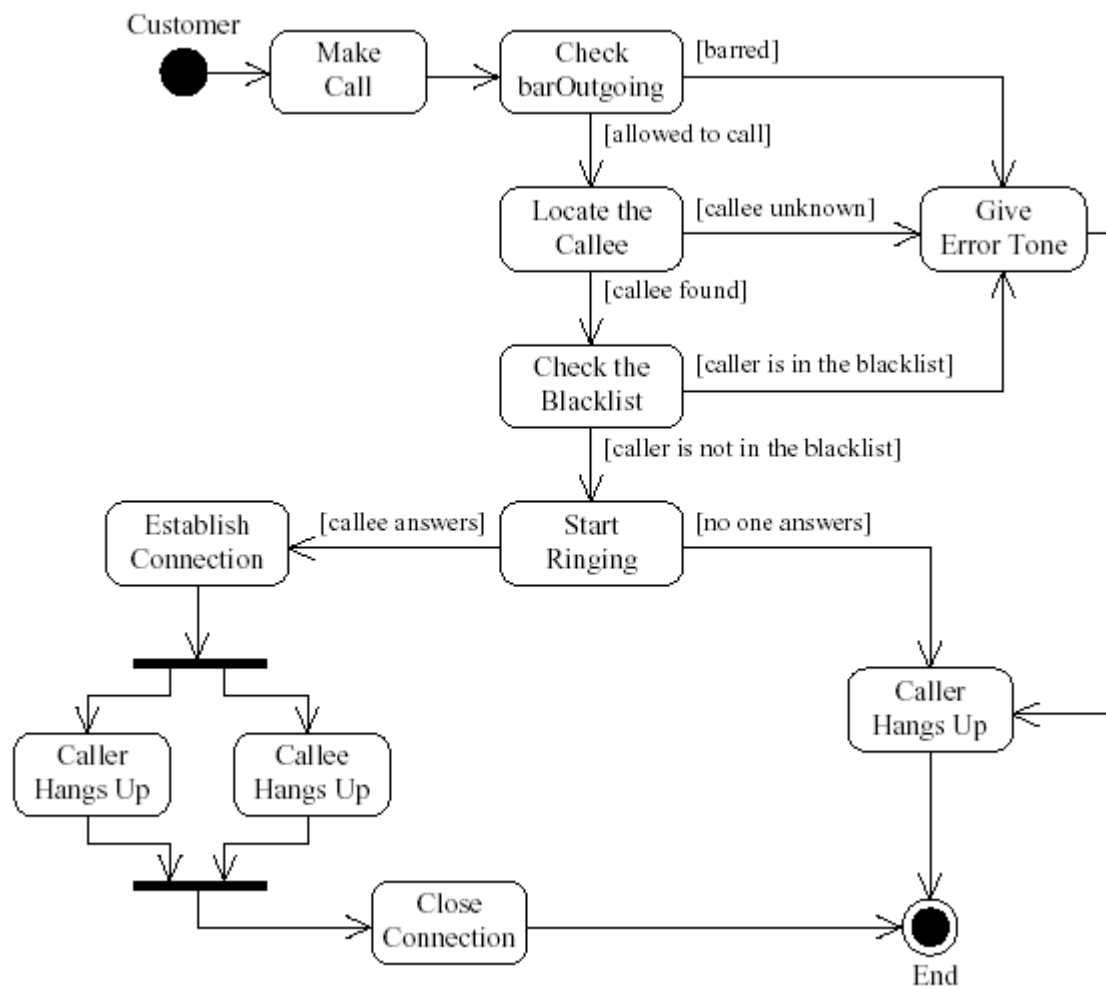 Customer
Make
Call
Check
barOutgoing
[barred]
[allowed to call]
Locate the
Callee
[callee unknown]
Give
Error Tone
[callee found]
Check the
Blacklist
[caller is in the blacklist]
[caller is not in the blacklist]
Establish
Connection
[callee answers]
Start
Ringing
[no one answers]
Caller
Hangs Up
Caller
Hangs Up
Callee
Hangs Up
Close
Connection
End